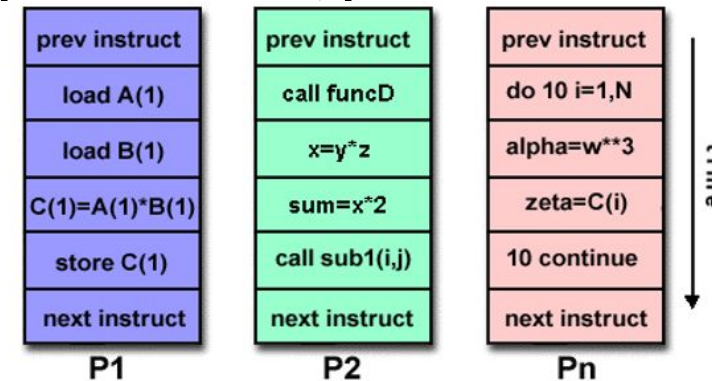 prev instruct
load A(1)
load B(1)
C(1)=A(1)*B(1)
store C(1)
next instruct
P1
prev instruct
call funcD
x=y*z
sum=x*2
call sub1(i,j)
next instruct
P2
prev instruct
do 10 i=1,N
alpha=w**3
zeta=C(i)
10 continue
next instruct
Pn